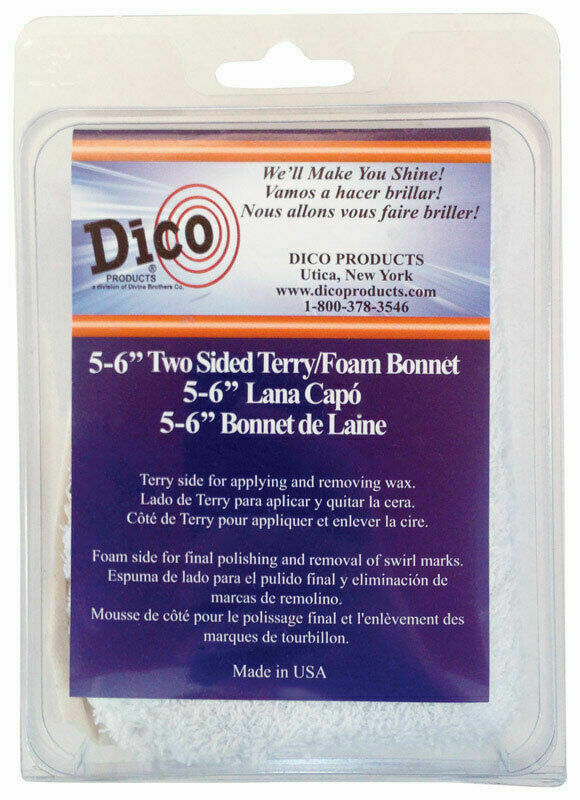 We'll Make You Shine!
Vamos a hacer brillar!
Nous allons vous faire briller!
Dico
®
PRODUCTS
a division of Divine Brothers Co.
DICO PRODUCTS
Utica, New York
www.dicoproducts.com
1-800-378-3546
5-6” Two Sided Terry/Foam Bonnet
5-6” Lana Capó
5-6” Bonnet de Laine
Terry side for applying and removing wax.
Lado de Terry para aplicar y quitar la cera.
Côté de Terry pour appliquer et enlever la cire.
Foam side for final polishing and removal of swirl marks.
Espuma de lado para el pulido final y eliminación de
marcas de remolino.
Mousse de côté pour le polissage final et l'enlèvement des
marques de tourbillon.
Made in USA